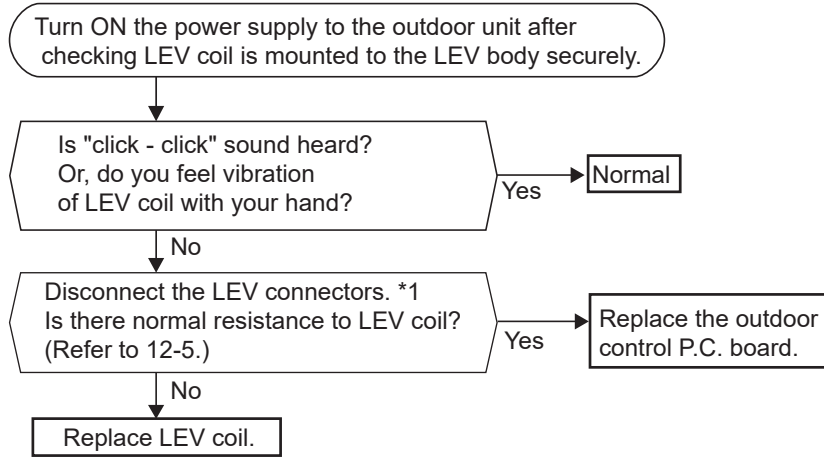 Turn ON the power supply to the outdoor unit after
checking LEV coil is mounted to the LEV body securely.
Is "click - click" sound heard?
Or, do you feel vibration
of LEV coil with your hand?
Yes
Normal
No
Disconnect the LEV connectors. *1
Is there normal resistance to LEV coil?
(Refer to 12-5.)
Yes
Replace the outdoor
control P.C. board.
No
Replace LEV coil.